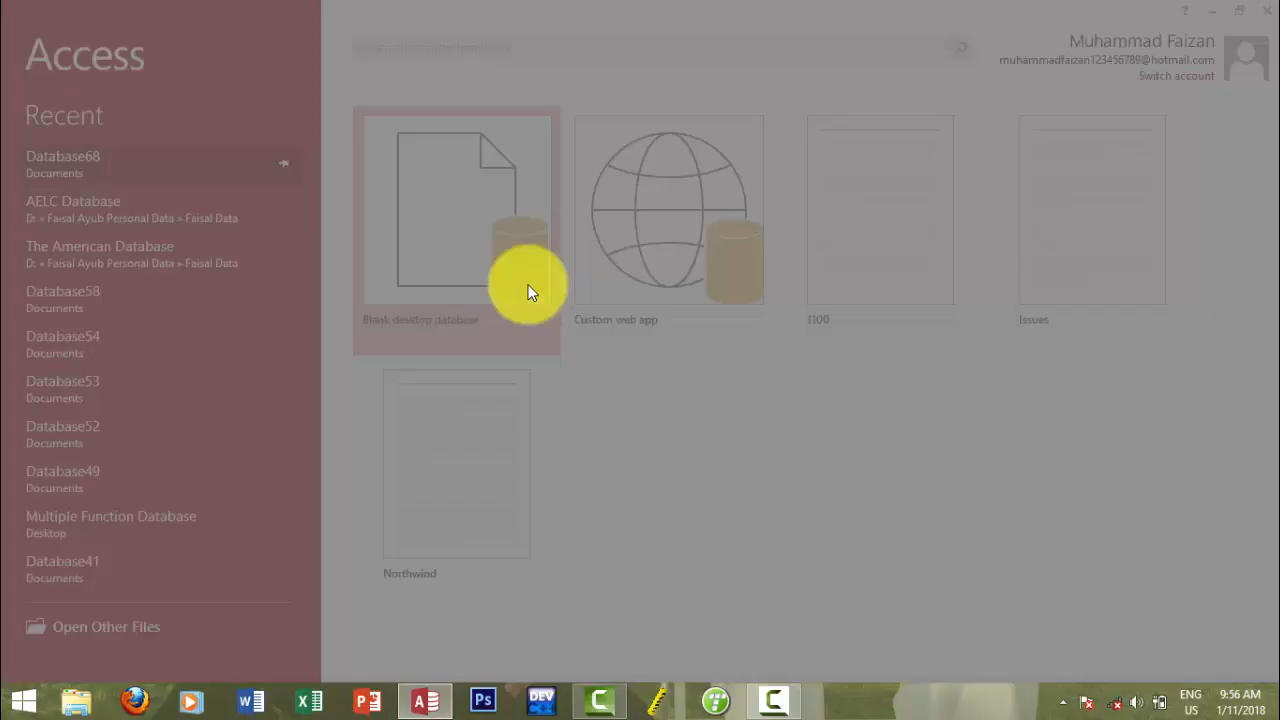 Access
Recent
Database68
Documents
AELC Database
D: » Faisal Ayub Personal Data » Faisal Data
The American Database
D: » Faisal Ayub Personal Data » Faisal Data
Database58
Documents
Database54
Documents
Database53
Documents
Database52
Documents
Database49
Documents
Multiple Function Database
Desktop
Database41
Documents
Open Other Files
?
Muhammad Faizan
muhammadfaizan123456789@hotmail.com
Switch account
Blank desktop database
Custom web app
1100
Issues
Northwind
DEV
ENG
US
9:56 AM
1/11/2018